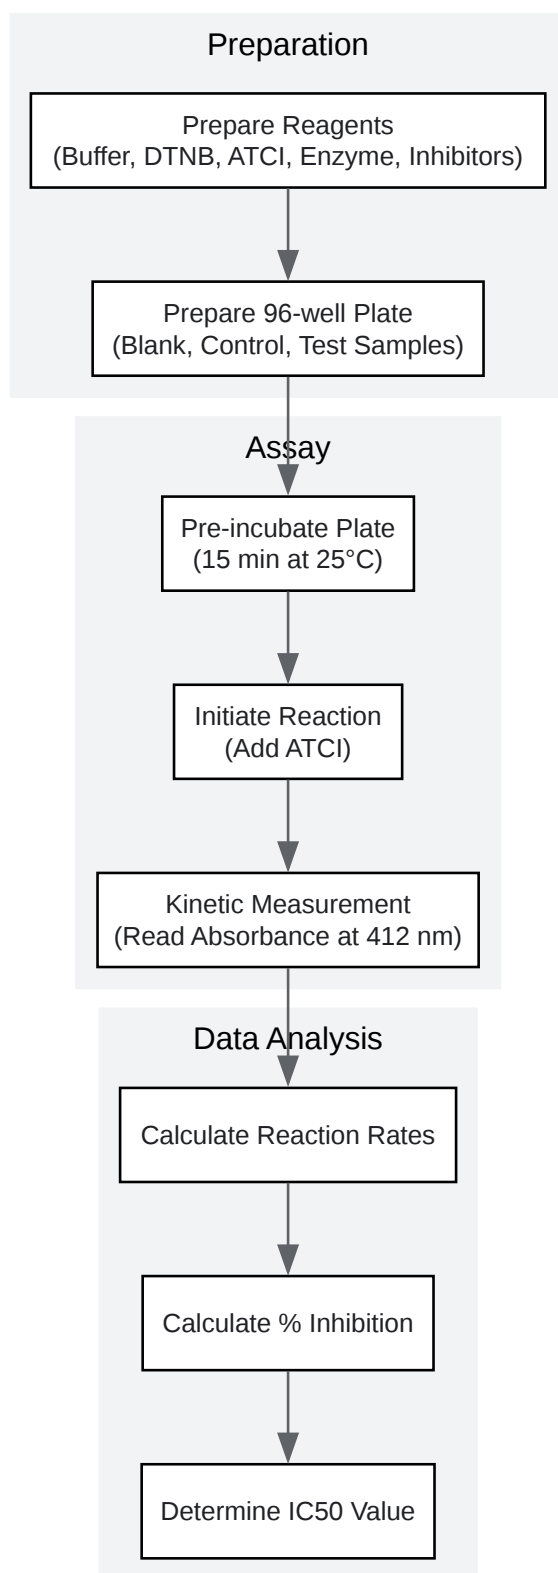 Preparation
Prepare Reagents
(Buffer, DTNB, ATCI, Enzyme, Inhibitors)
Prepare 96-well Plate
(Blank, Control, Test Samples)
Assay
Pre-incubate Plate
(15 min at 25°C)
Initiate Reaction
(Add ATCI)
Kinetic Measurement
(Read Absorbance at 412 nm)
Data Analysis
Calculate Reaction Rates
Calculate % Inhibition
Determine IC50 Value